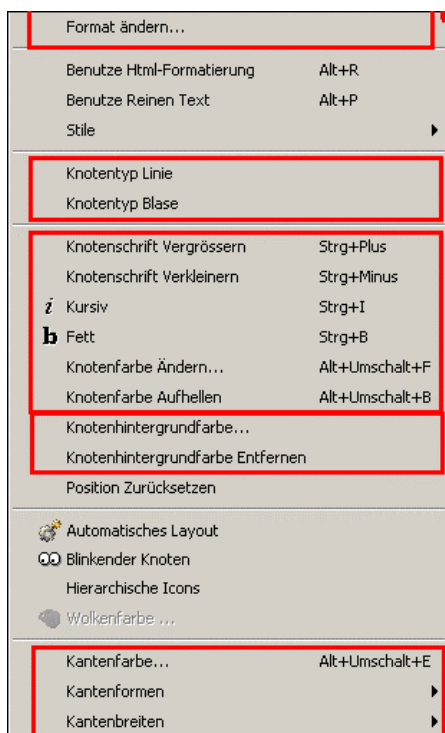 Format ändern...
Benutze Html-Formatierung Alt+R
Benutze Reinen Text Alt+P
Stile
Knotentyp Linie
Knotentyp Blase
Knotenschrift Vergrössern Strg+Plus
Knotenschrift Verkleinern Strg+Minus
i Kursiv Strg+I
b Fett Strg+B
Knotenfarbe Ändern... Alt+Umschalt+F
Knotenfarbe Aufhellen Alt+Umschalt+B
Knotenhintergrundfarbe...
Knotenhintergrundfarbe Entfernen
Position Zurücksetzen
Automatisches Layout
Blinkender Knoten
Hierarchische Icons
Wolkenfarbe ...
Kantenfarbe... Alt+Umschalt+E
Kantenformen
Kantenbreiten